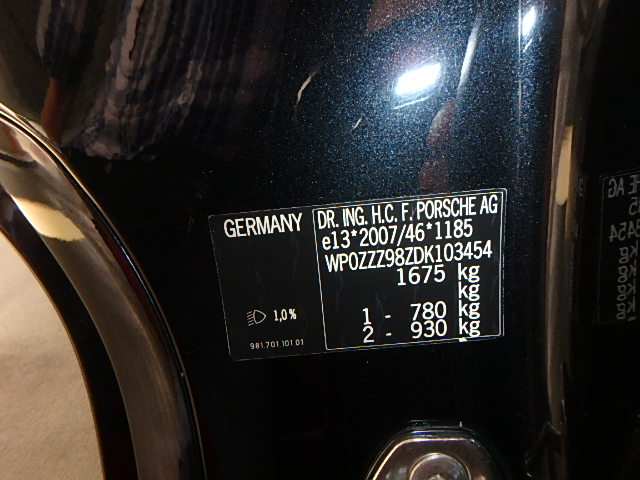 GERMANY
DR. ING. H.C. F. PORSCHE AG
e13*2007/46*1185
WP0ZZZ98ZDK103454
1675 kg
kg
1 - 780 kg
2 - 930 kg
1,0%
981.701.101.01